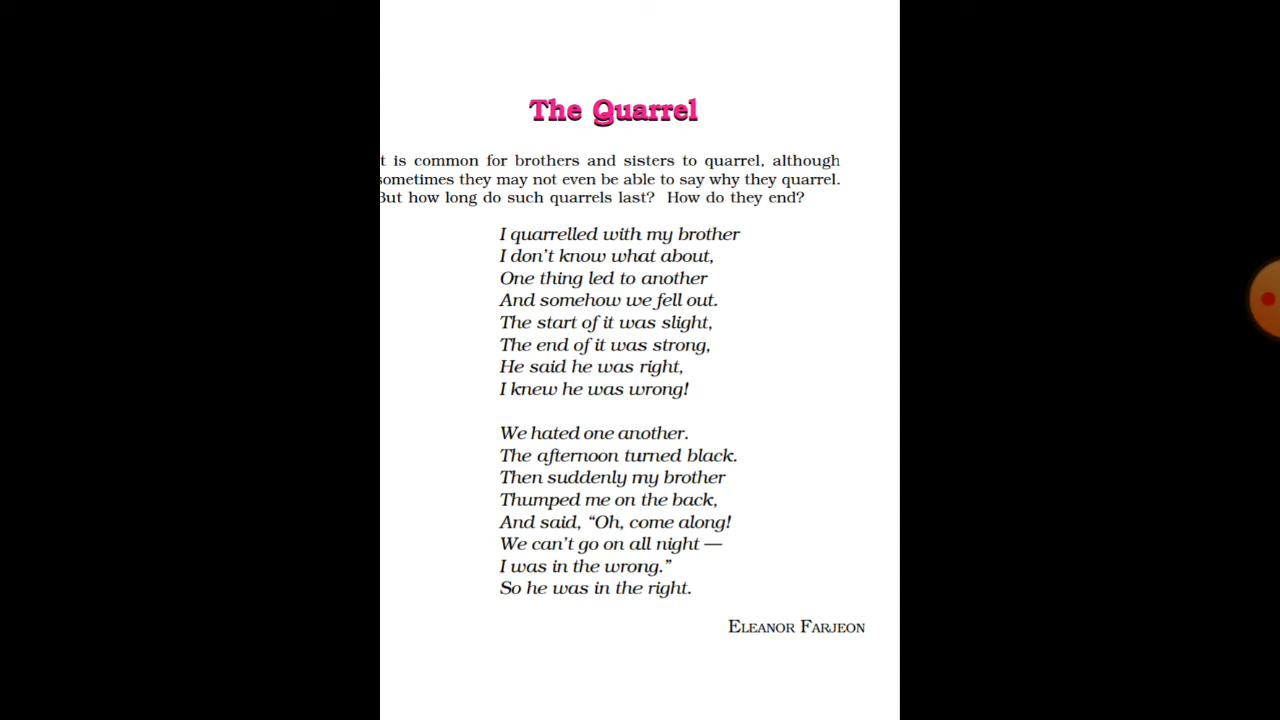 The Quarrel
t is common for brothers and sisters to quarrel, although
sometimes they may not even be able to say why they quarrel.
But how long do such quarrels last? How do they end?
I quarrelled with my brother
I don't know what about,
One thing led to another
And somehow we fell out.
The start of it was slight,
The end of it was strong,
He said he was right,
I knew he was wrong!
We hated one another.
The afternoon turned black.
Then suddenly my brother
Thumped me on the back,
And said, “Oh, come along!
We can't go on all night —
I was in the wrong.”
So he was in the right.
ELEANOR FARJEON